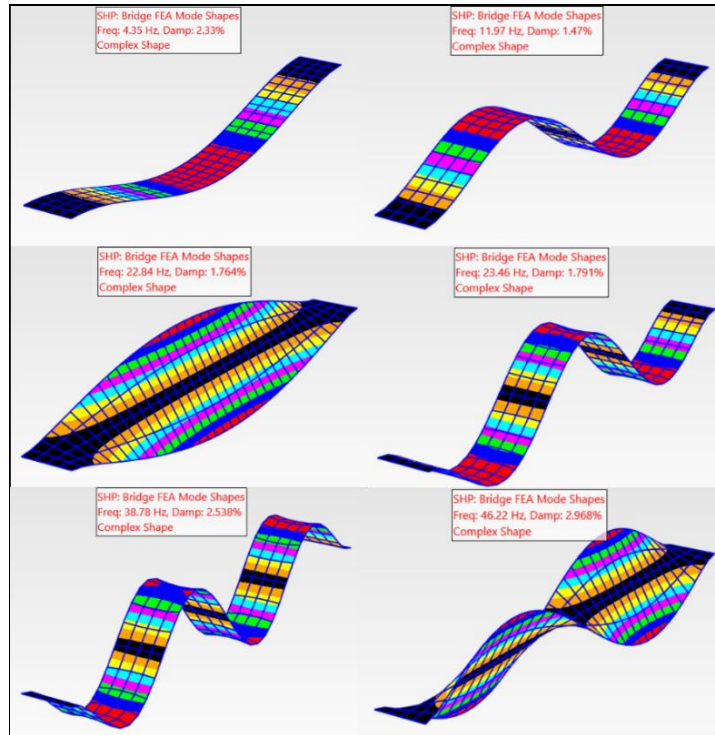 SHP: Bridge FEA Mode Shapes
Freq: 4.35 Hz, Damp: 2.33%
Complex Shape
SHP: Bridge FEA Mode Shapes
Freq: 11.97 Hz, Damp: 1.47%
Complex Shape
SHP: Bridge FEA Mode Shapes
Freq: 22.84 Hz, Damp: 1.764%
Complex Shape
SHP: Bridge FEA Mode Shapes
Freq: 23.46 Hz, Damp: 1.791%
Complex Shape
SHP: Bridge FEA Mode Shapes
Freq: 38.78 Hz, Damp: 2.538%
Complex Shape
SHP: Bridge FEA Mode Shapes
Freq: 46.22 Hz, Damp: 2.968%
Complex Shape